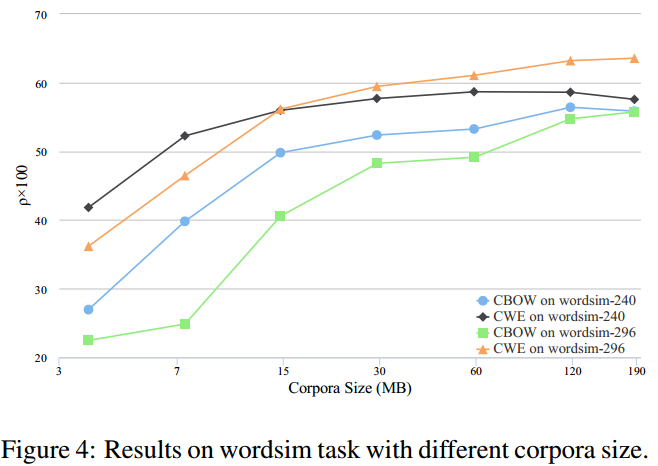 70
60
50
40
30
20
ρ×100
3 7 15 30 60 120 190
Corpora Size (MB)
CBOW on wordsim-240
CWE on wordsim-240
CBOW on wordsim-296
CWE on wordsim-296
Figure 4: Results on wordsim task with different corpora size.